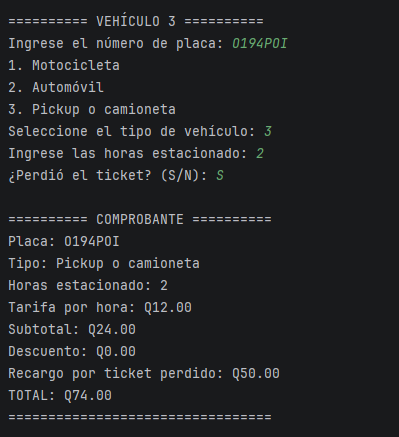 ========== VEHÍCULO 3 ==========
Ingrese el número de placa: O194POI
1. Motocicleta
2. Automóvil
3. Pickup o camioneta
Seleccione el tipo de vehículo: 3
Ingrese las horas estacionado: 2
¿Perdió el ticket? (S/N): S

========== COMPROBANTE ==========
Placa: O194POI
Tipo: Pickup o camioneta
Horas estacionado: 2
Tarifa por hora: Q12.00
Subtotal: Q24.00
Descuento: Q0.00
Recargo por ticket perdido: Q50.00
TOTAL: Q74.00
=================================